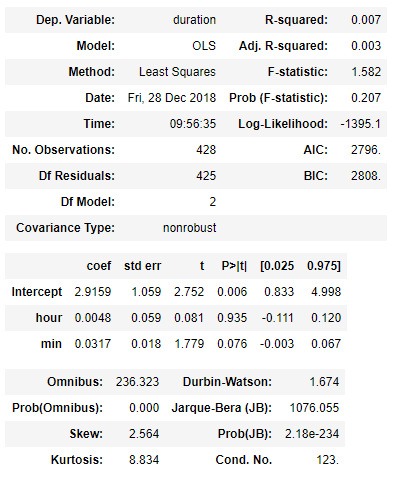 Dep. Variable: duration R-squared: 0.007
Model: OLS Adj. R-squared: 0.003
Method: Least Squares F-statistic: 1.582
Date: Fri, 28 Dec 2018 Prob (F-statistic): 0.207
Time: 09:56:35 Log-Likelihood: -1395.1
No. Observations: 428 AIC: 2796.
Df Residuals: 425 BIC: 2808.
Df Model: 2
Covariance Type: nonrobust
coef std err t P>|t| [0.025 0.975]
Intercept 2.9159 1.059 2.752 0.006 0.833 4.998
hour 0.0048 0.059 0.081 0.935 -0.111 0.120
min 0.0317 0.018 1.779 0.076 -0.003 0.067
Omnibus: 236.323 Durbin-Watson: 1.674
Prob(Omnibus): 0.000 Jarque-Bera (JB): 1076.055
Skew: 2.564 Prob(JB): 2.18e-234
Kurtosis: 8.834 Cond. No. 123.